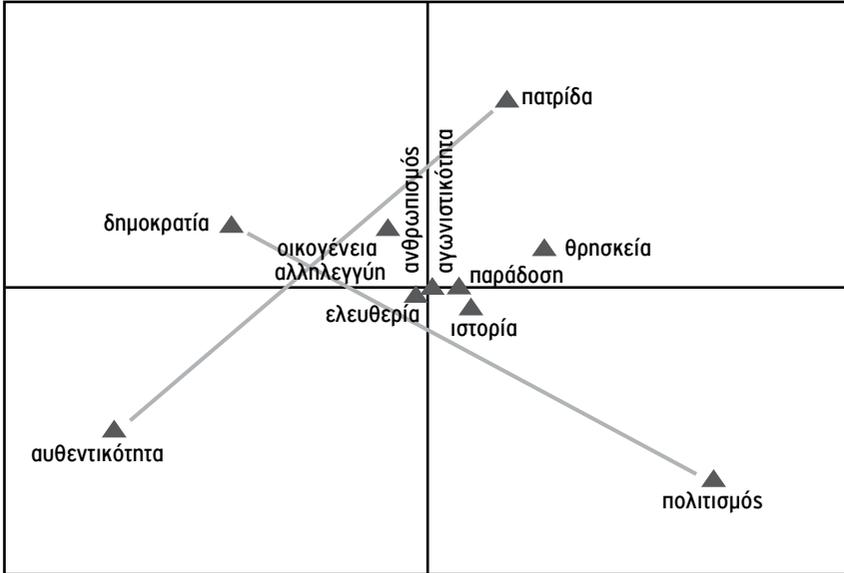 πατρίδα
ανθρωπισμός
αγωνιστικότητα
δημοκρατία
οικογένεια
αλληλεγγύη
θρησκεία
παράδοση
ελευθερία
ιστορία
αυθεντικότητα
πολιτισμός